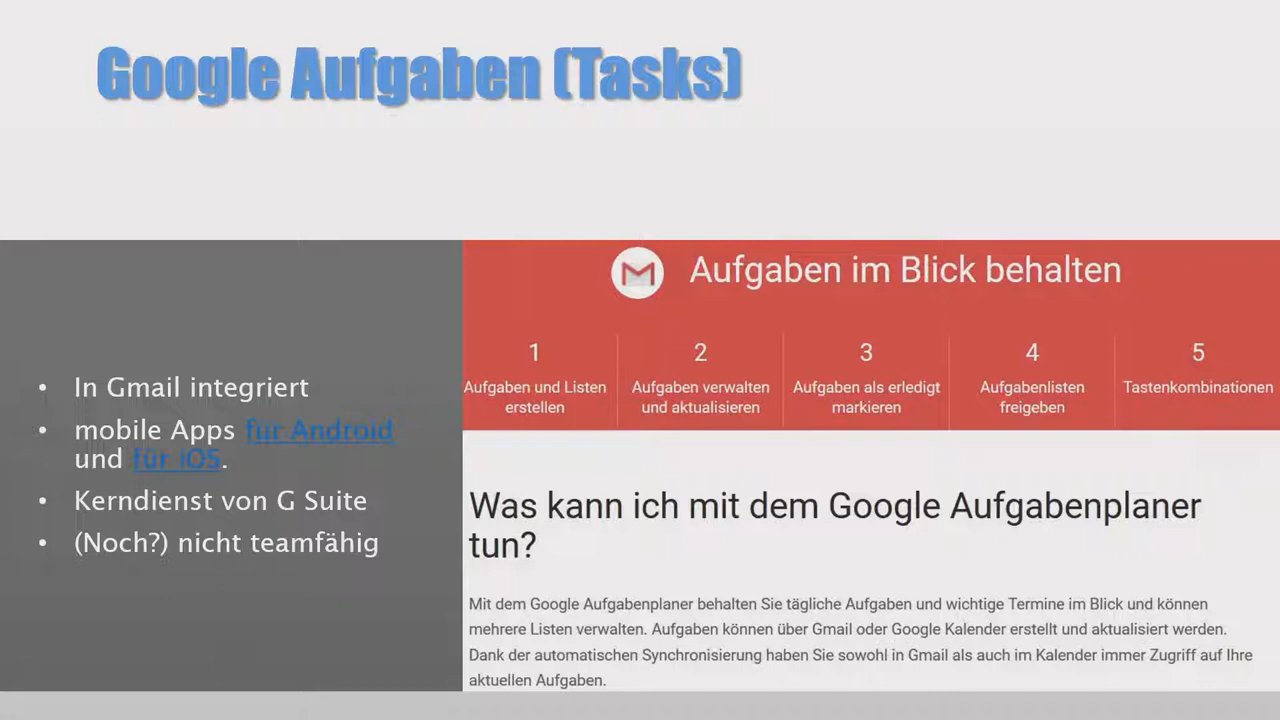 Google Aufgaben (Tasks)
• In Gmail integriert
• mobile Apps für Android
und für iOS.
• Kerndienst von G Suite
• (Noch?) nicht teamfähig
Aufgaben im Blick behalten
1
Aufgaben und Listen
erstellen
2
Aufgaben verwalten
und aktualisieren
3
Aufgaben als erledigt
markieren
4
Aufgabenlisten
freigeben
5
Tastenkombinationen
Was kann ich mit dem Google Aufgabenplaner
tun?
Mit dem Google Aufgabenplaner behalten Sie tägliche Aufgaben und wichtige Termine im Blick und können
mehrere Listen verwalten. Aufgaben können über Gmail oder Google Kalender erstellt und aktualisiert werden.
Dank der automatischen Synchronisierung haben Sie sowohl in Gmail als auch im Kalender immer Zugriff auf Ihre
aktuellen Aufgaben.